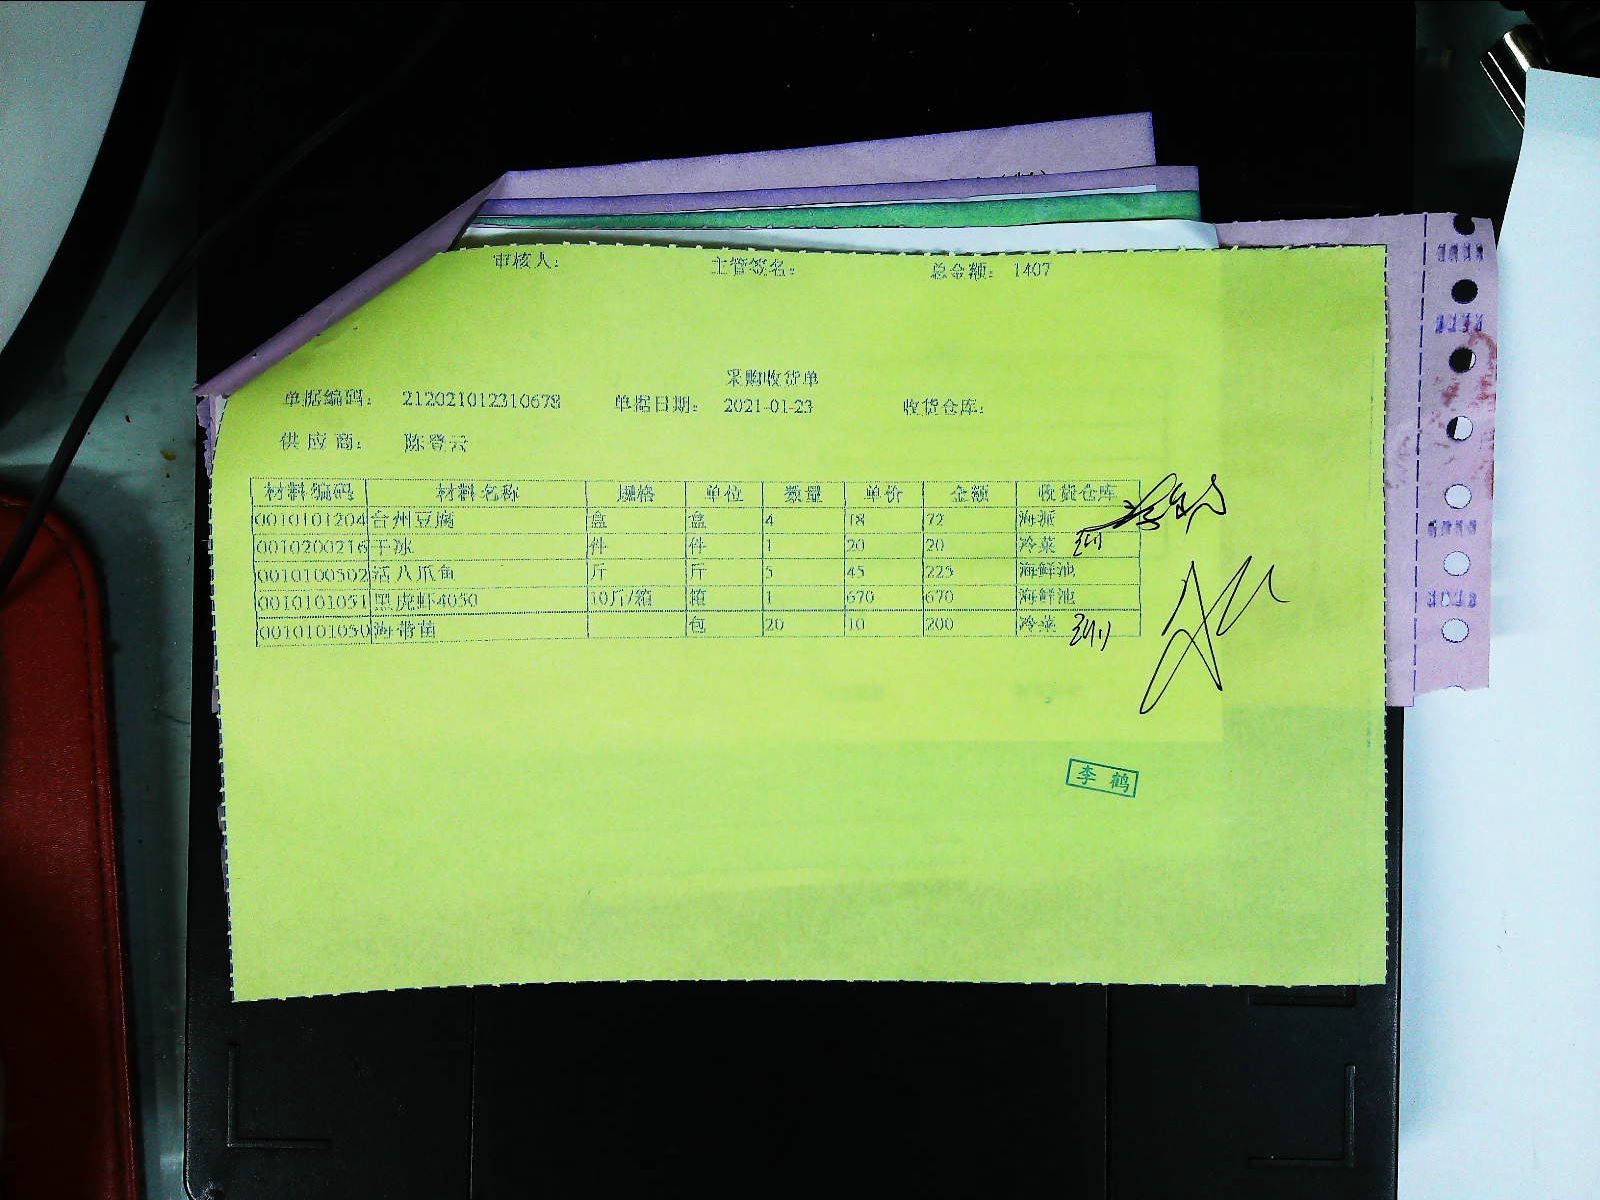 审核人： 主管签名： 总金额： 1407
采购收货单
单据编码： 212021012310678 单据日期： 2021-01-23 收货仓库：
供应商： 陈登云
材料编码 材料名称 规格 单位 数量 单价 金额 收货仓库
0010101204 台州豆腐 盒 盒 4 18 72 海派
0010200216 干冰 件 件 1 20 20 冷菜
0010100502 活八爪鱼 斤 斤 5 45 225 海鲜池
0010101051 黑虎虾4050 10斤/箱 箱 1 670 670 海鲜池
0010101050 海带苗 包 20 10 200 冷菜
李鹤